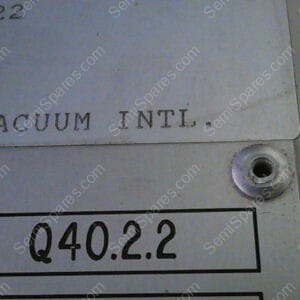 22
ACUUM INTL.
Q40.2.2
SemiSpares.com